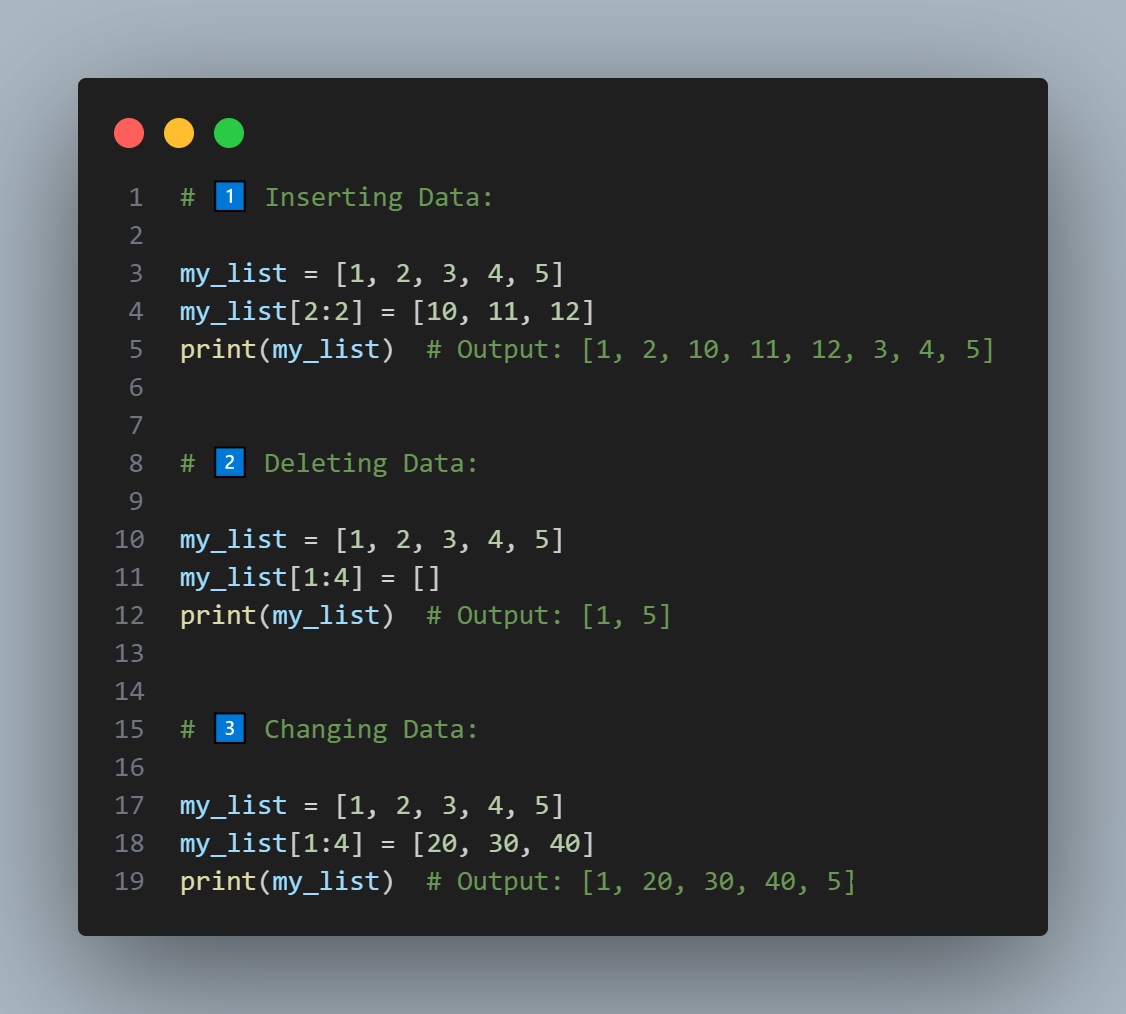 1 # 1️⃣ Inserting Data:
2
3 my_list = [1, 2, 3, 4, 5]
4 my_list[2:2] = [10, 11, 12]
5 print(my_list)  # Output: [1, 2, 10, 11, 12, 3, 4, 5]
6
7
8 # 2️⃣ Deleting Data:
9
10 my_list = [1, 2, 3, 4, 5]
11 my_list[1:4] = []
12 print(my_list)  # Output: [1, 5]
13
14
15 # 3️⃣ Changing Data:
16
17 my_list = [1, 2, 3, 4, 5]
18 my_list[1:4] = [20, 30, 40]
19 print(my_list)  # Output: [1, 20, 30, 40, 5]